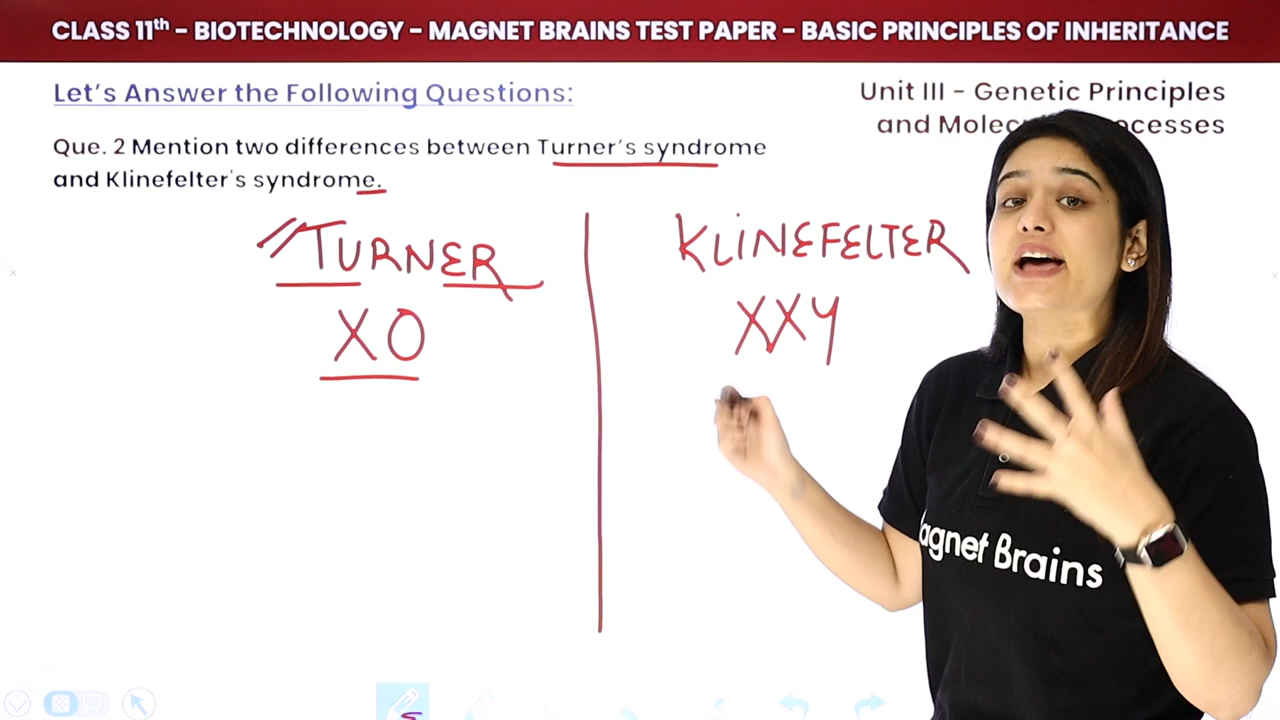 CLASS 11th - BIOTECHNOLOGY - MAGNET BRAINS TEST PAPER - BASIC PRINCIPLES OF INHERITANCE
Let's Answer the Following Questions:
Unit III - Genetic Principles
and Molec ocesses
Que. 2 Mention two differences between Turner's syndrome
and Klinefelter's syndrome.
TURNER
KLiNEFELTER
XO
XXY
agnet Brains